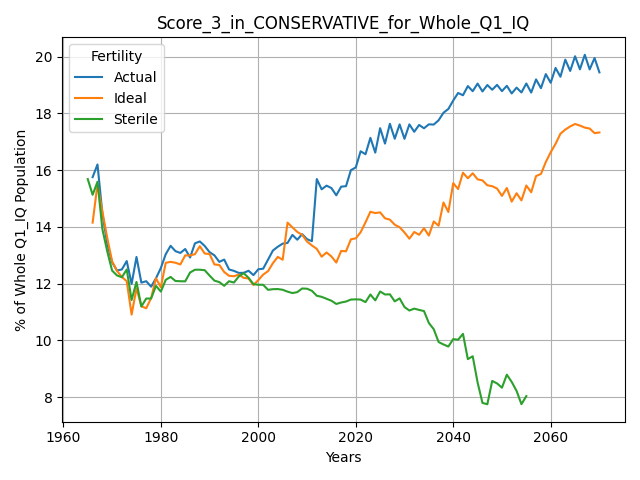 Score_3_in_CONSERVATIVE_for_Whole_Q1_IQ
Fertility
Actual
Ideal
Sterile
% of Whole Q1_IQ Population
20
18
16
14
12
10
8
1960
1980
2000
2020
2040
2060
Years